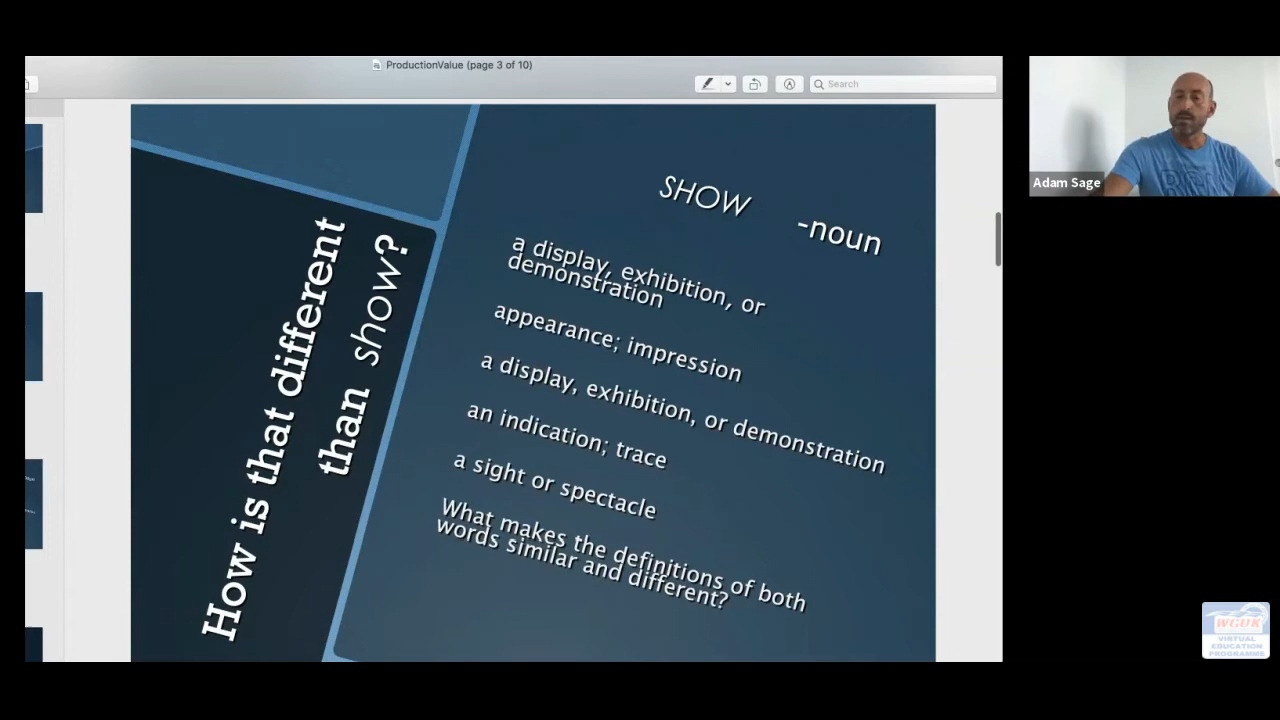 ProductionValue (page 3 of 10)
Search
How is that different
than show?
SHOW -noun
a display, exhibition, or
demonstration
appearance; impression
a display, exhibition, or demonstration
an indication; trace
a sight or spectacle
What makes the definitions of both
words similar and different?
Adam Sage
WGUK
VIRTUAL
EDUCATION
PROGRAMME